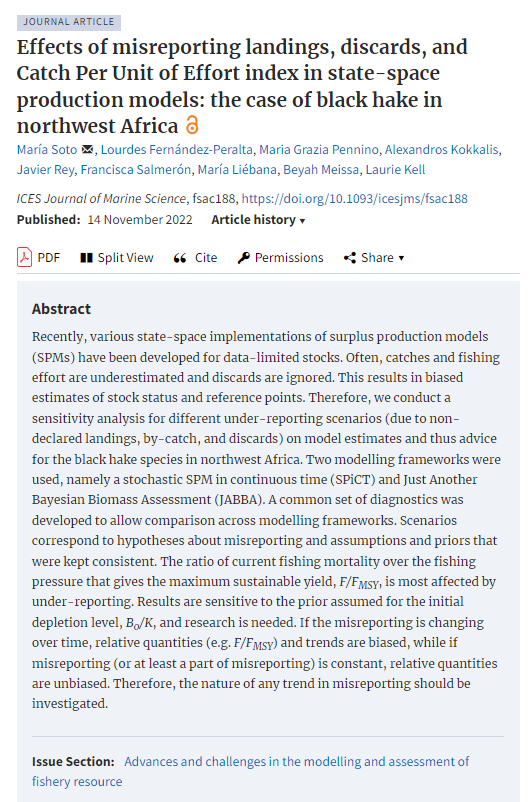 JOURNAL ARTICLE
Effects of misreporting landings, discards, and
Catch Per Unit of Effort index in state-space
production models: the case of black hake in
northwest Africa
María Soto, Lourdes Fernández-Peralta, Maria Grazia Pennino, Alexandros Kokkalis,
Javier Rey, Francisca Salmerón, María Liébana, Beyah Meissa, Laurie Kell
ICES Journal of Marine Science, fsac188, https://doi.org/10.1093/icesjms/fsac188
Published: 14 November 2022 Article history
PDF Split View Cite Permissions Share
Abstract
Recently, various state-space implementations of surplus production models
(SPMs) have been developed for data-limited stocks. Often, catches and fishing
effort are underestimated and discards are ignored. This results in biased
estimates of stock status and reference points. Therefore, we conduct a
sensitivity analysis for different under-reporting scenarios (due to non-
declared landings, by-catch, and discards) on model estimates and thus advice
for the black hake species in northwest Africa. Two modelling frameworks were
used, namely a stochastic SPM in continuous time (SPiCT) and Just Another
Bayesian Biomass Assessment (JABBA). A common set of diagnostics was
developed to allow comparison across modelling frameworks. Scenarios
correspond to hypotheses about misreporting and assumptions and priors that
were kept consistent. The ratio of current fishing mortality over the fishing
pressure that gives the maximum sustainable yield, F/FMSY, is most affected by
under-reporting. Results are sensitive to the prior assumed for the initial
depletion level, B0/K, and research is needed. If the misreporting is changing
over time, relative quantities (e.g. F/FMSY) and trends are biased, while if
misreporting (or at least a part of misreporting) is constant, relative quantities
are unbiased. Therefore, the nature of any trend in misreporting should be
investigated.
Issue Section: Advances and challenges in the modelling and assessment of
fishery resource